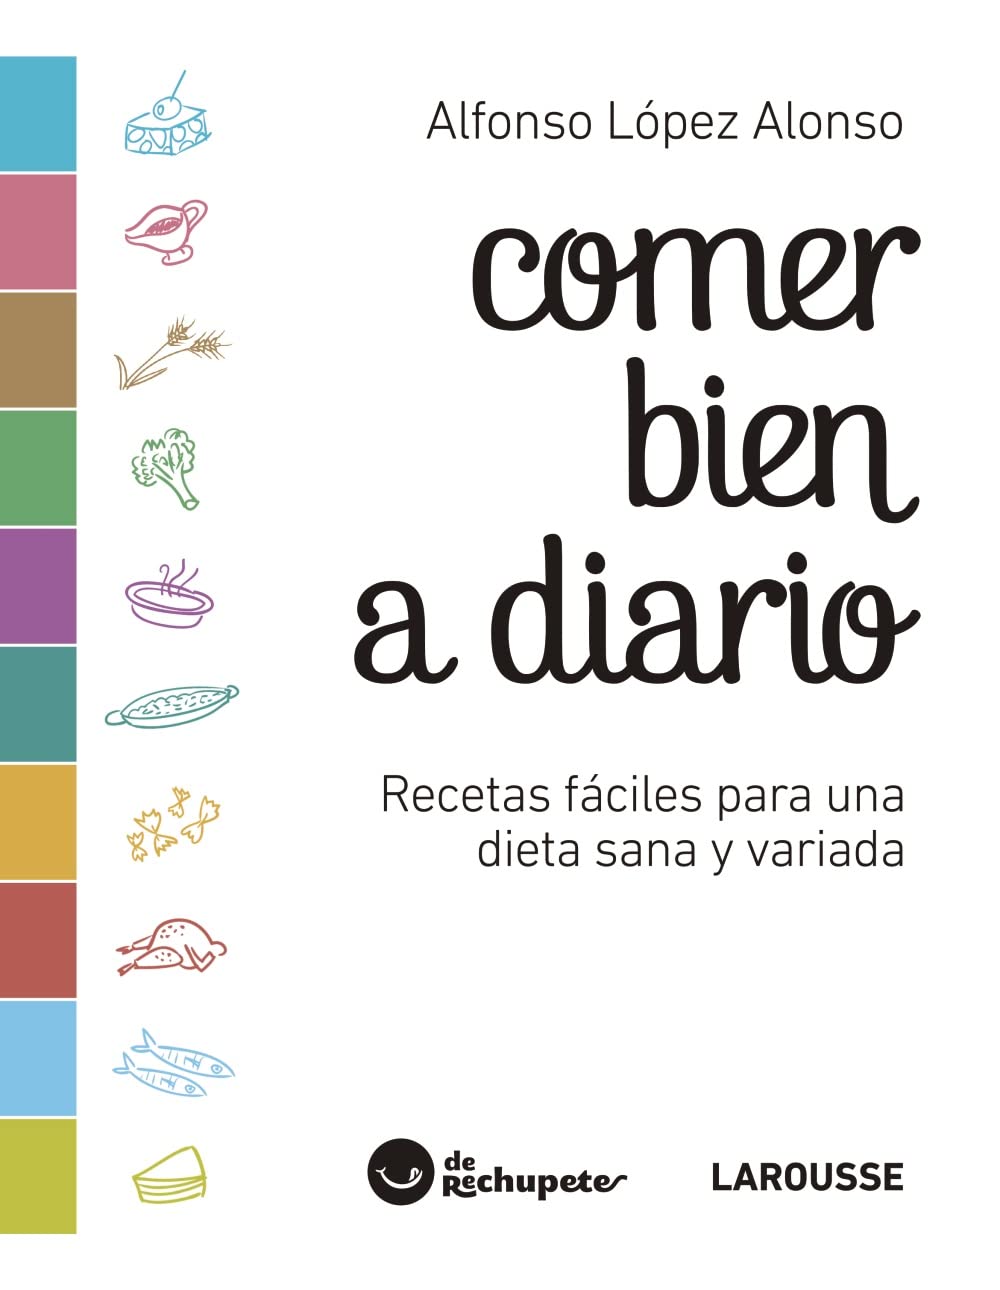 Alfonso López Alonso
comer
bien
a diario
Recetas fáciles para una
dieta sana y variada
de
Rechupete
LAROUSSE